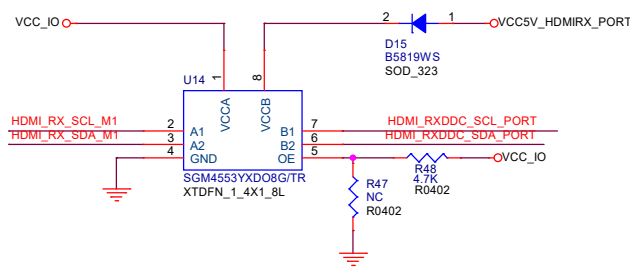 VCC_IO
2
1
VCC5V_HDMIRX_PORT
D15
B5819WS
SOD_323
U14
1
8
VCCA
VCCB
HDMI_RX_SCL_M1
2
A1
B1
7
HDMI_RXDDC_SCL_PORT
HDMI_RX_SDA_M1
3
A2
B2
6
HDMI_RXDDC_SDA_PORT
4
GND
OE
5
VCC_IO
SGM4553YXDO8G/TR
XTDFN_1_4X1_8L
R48
4.7K
R0402
R47
NC
R0402